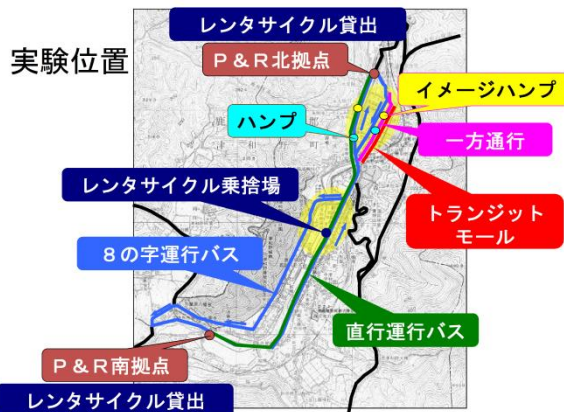 レンタサイクル貸出
実験位置
P&R北拠点
イメージハンプ
ハンプ
一方通行
レンタサイクル乗捨場
トランジット
モール
8の字運行バス
直行運行バス
P&R南拠点
レンタサイクル貸出